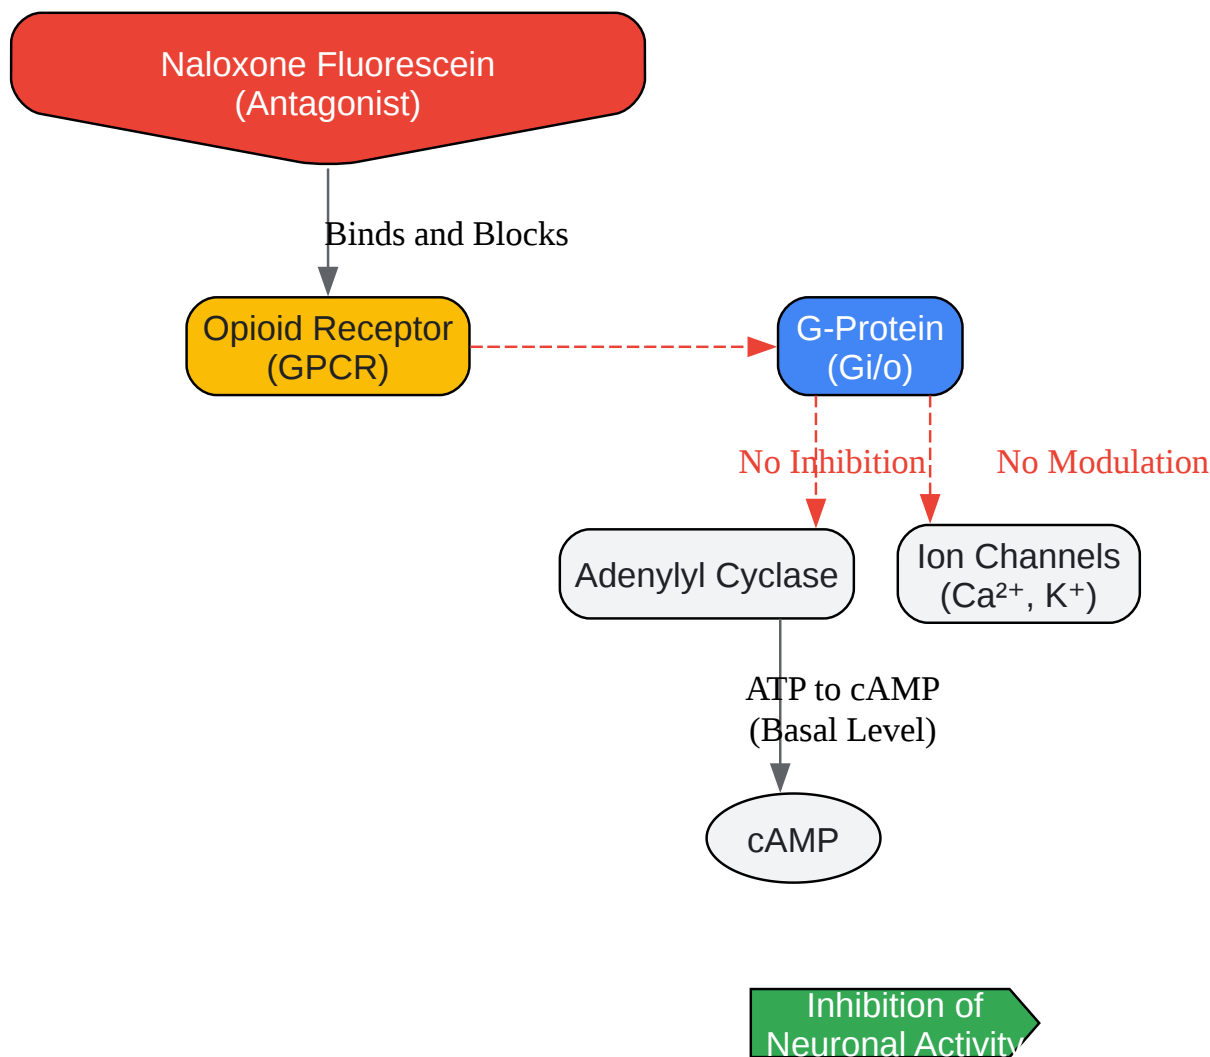 Naloxone Fluorescein
(Antagonist)
Binds and Blocks
Opioid Receptor
(GPCR)
G-Protein
(Gi/o)
No Inhibition
No Modulation
Adenylyl Cyclase
Ion Channels
(Ca²⁺, K⁺)
ATP to cAMP
(Basal Level)
cAMP
Inhibition of
Neuronal Activity